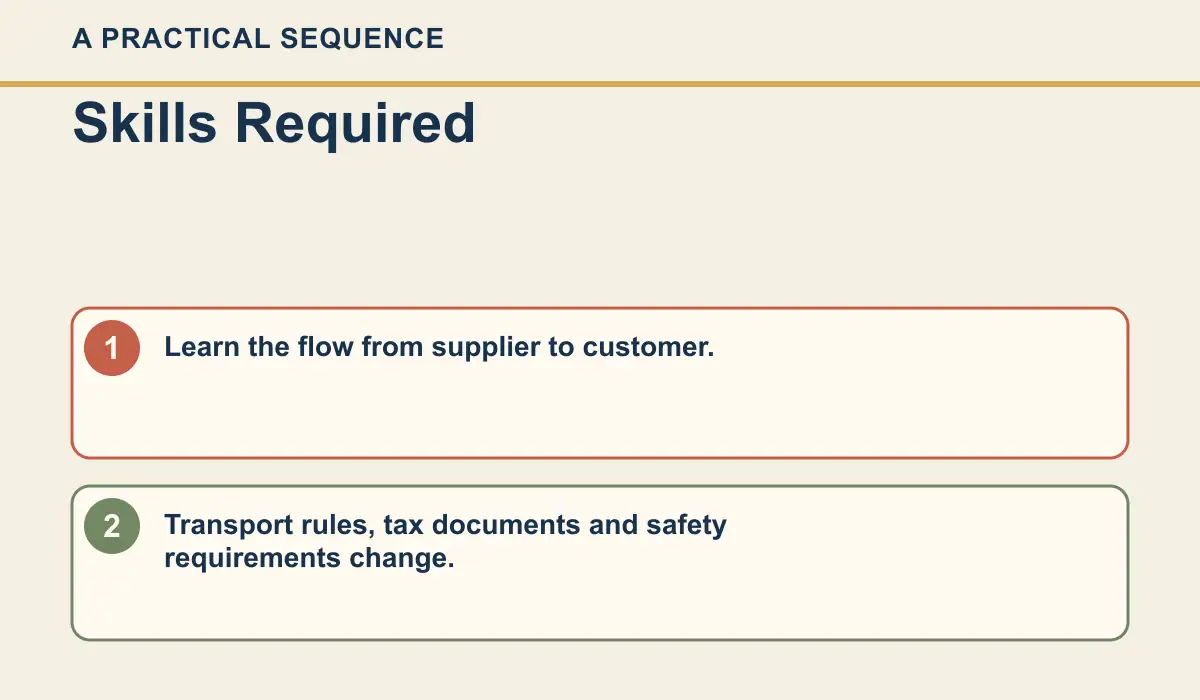 A PRACTICAL SEQUENCE
Skills Required
1
Learn the flow from supplier to customer.
2
Transport rules, tax documents and safety
requirements change.